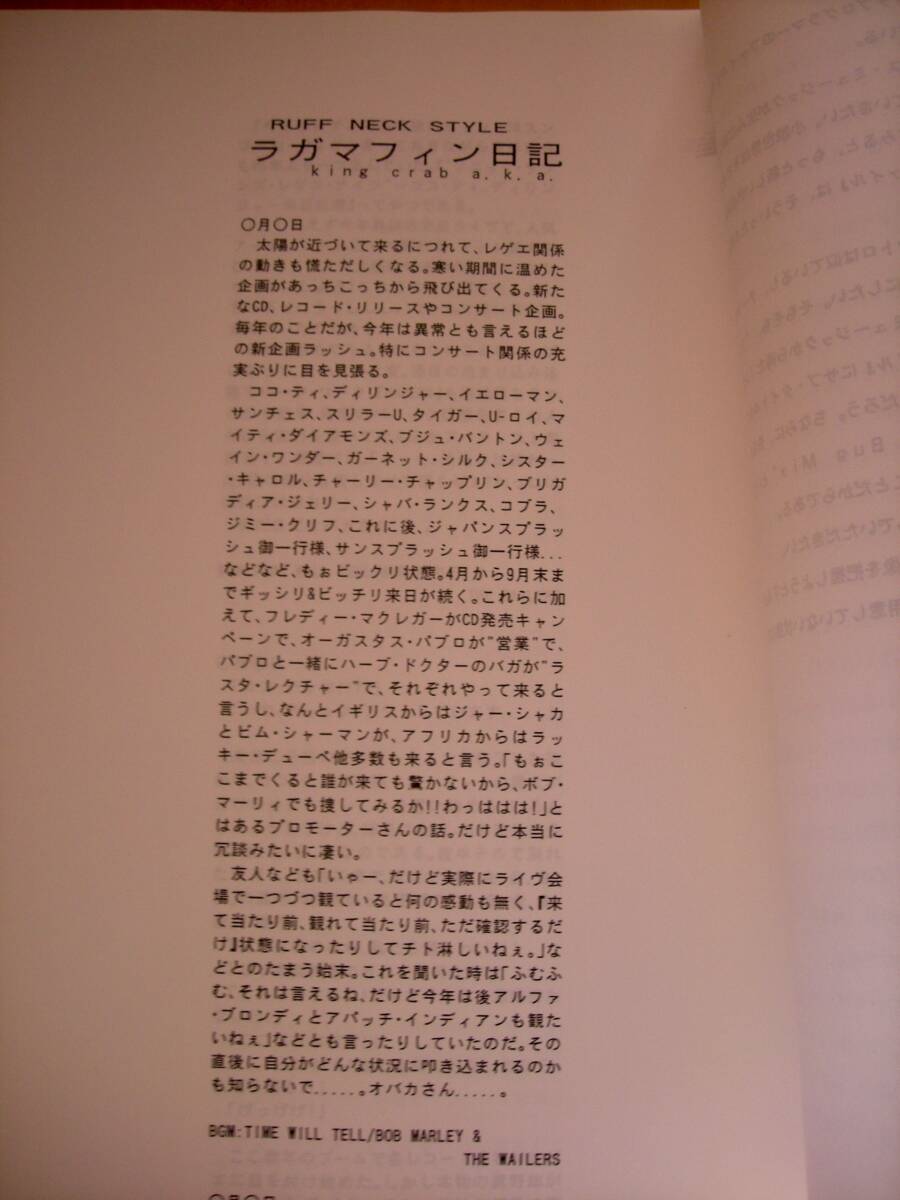 RUFF NECK STYLE
ラガマフィン日記
king crab a.k.a.
〇月〇日
太陽が近づいて来るにつれて、レゲエ関係
の動きも慌ただしくなる。寒い期間に温めた
企画があっちこっちから飛び出てくる。新た
なCD、レコード・リリースやコンサート企画。
毎年のことだが、今年は異常とも言えるほど
の新企画ラッシュ。特にコンサート関係の充
実ぶりに目を見張る。
ココ・ティ、ディリンジャー、イエローマン、
サンチェス、スリラーU、タイガー、U-ロイ、マ
イティ・ダイアモンズ、ブジュ・バントン、ウェ
イン・ワンダー、ガーネット・シルク、シスター
・キャロル、チャーリー・チャップリン、ブリガ
ディア・ジェリー、シャバ・ランクス、コブラ、
ジミー・クリフ、これに後、ジャパンスプラッ
シュ御一行様、サンスプラッシュ御一行様...
などなど、もぉビックリ状態。4月から9月末ま
でギッシリ&ビッチリ来日が続く。これらに加
えて、フレディー・マクレガーがCD発売キャン
ペーンで、オーガスタス・パブロが"営業"で、
パブロと一緒にハーブ・ドクターのバガが"ラ
スタ・レクチャー"で、それぞれやって来ると
言うし、なんとイギリスからはジャー・シャカ
とビム・シャーマンが、アフリカからはラッ
キー・デューベ他多数も来ると言う。「もぉこ
こまでくると誰が来ても驚かないから、ボブ・
マーリィでも捜してみるか!!わっははは!」と
はあるプロモーターさんの話。だけど本当に
冗談みたいに凄い。
友人なども「いゃー、だけど実際にライヴ会
場で一つづつ観ていると何の感動も無く、『来
て当たり前、観れて当たり前、ただ確認するだ
け』状態になったりしてチト淋しいねぇ。」な
どとのたまう始末。これを聞いた時は「ふむふ
む、それは言えるね、だけど今年は後アルファ
・ブロンディとアパッチ・インディアンも観た
いねぇ」などとも言ったりしていたのだ。その
直後に自分がどんな状況に叩き込まれるのか
も知らないで.....。オバカさん.....。
BGM:TIME WILL TELL/BOB MARLEY &
THE WAILERS